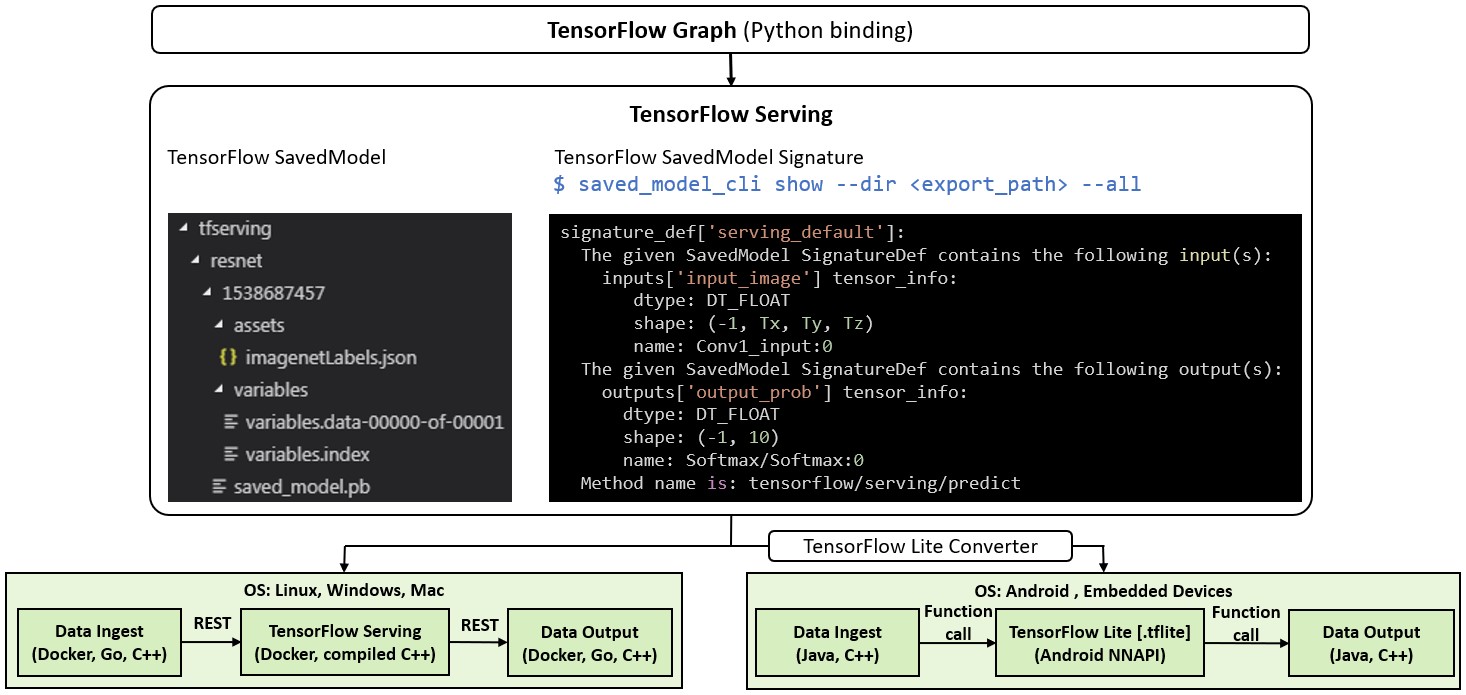 TensorFlow Graph (Python binding)
TensorFlow Serving
TensorFlow SavedModel
tfserving
resnet
1538687457
assets
{} imagenetLabels.json
variables
variables.data-00000-of-00001
variables.index
saved_model.pb
TensorFlow SavedModel Signature
$ saved_model_cli show --dir <export_path> --all
signature_def['serving_default']:
The given SavedModel SignatureDef contains the following input(s):
inputs['input_image'] tensor_info:
dtype: DT_FLOAT
shape: (-1, Tx, Ty, Tz)
name: Conv1_input:0
The given SavedModel SignatureDef contains the following output(s):
outputs['output_prob'] tensor_info:
dtype: DT_FLOAT
shape: (-1, 10)
name: Softmax/Softmax:0
Method name is: tensorflow/serving/predict
TensorFlow Lite Converter
OS: Linux, Windows, Mac
Data Ingest
(Docker, Go, C++)
REST
TensorFlow Serving
(Docker, compiled C++)
REST
Data Output
(Docker, Go, C++)
OS: Android , Embedded Devices
Data Ingest
(Java, C++)
Function
call
TensorFlow Lite [.tflite]
(Android NNAPI)
Function
call
Data Output
(Java, C++)